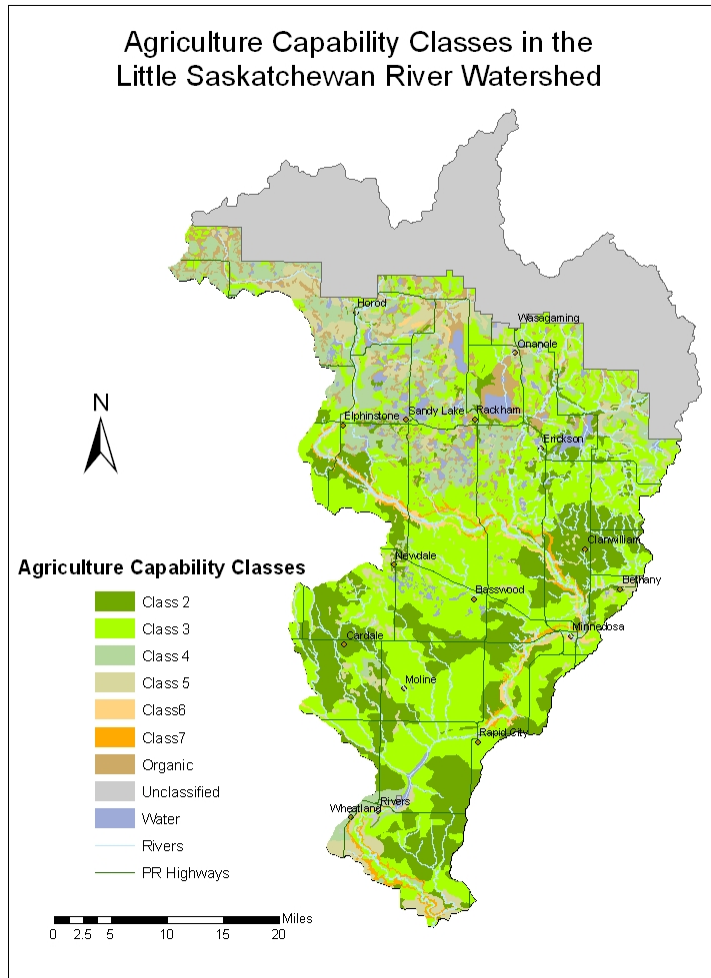 Agriculture Capability Classes in the
Little Saskatchewan River Watershed
Horod
Wasagaming
Onanole
Elphinstone
Sandy Lake
Rackham
Erickson
N
Clanwilliam
Newdale
Bethany
Basswood
Minnedosa
Cardale
Moline
Rapid City
Rivers
Wheatland
Agriculture Capability Classes
Class 2
Class 3
Class 4
Class 5
Class6
Class7
Organic
Unclassified
Water
Rivers
PR Highways
Miles
0 2.5 5 10 15 20